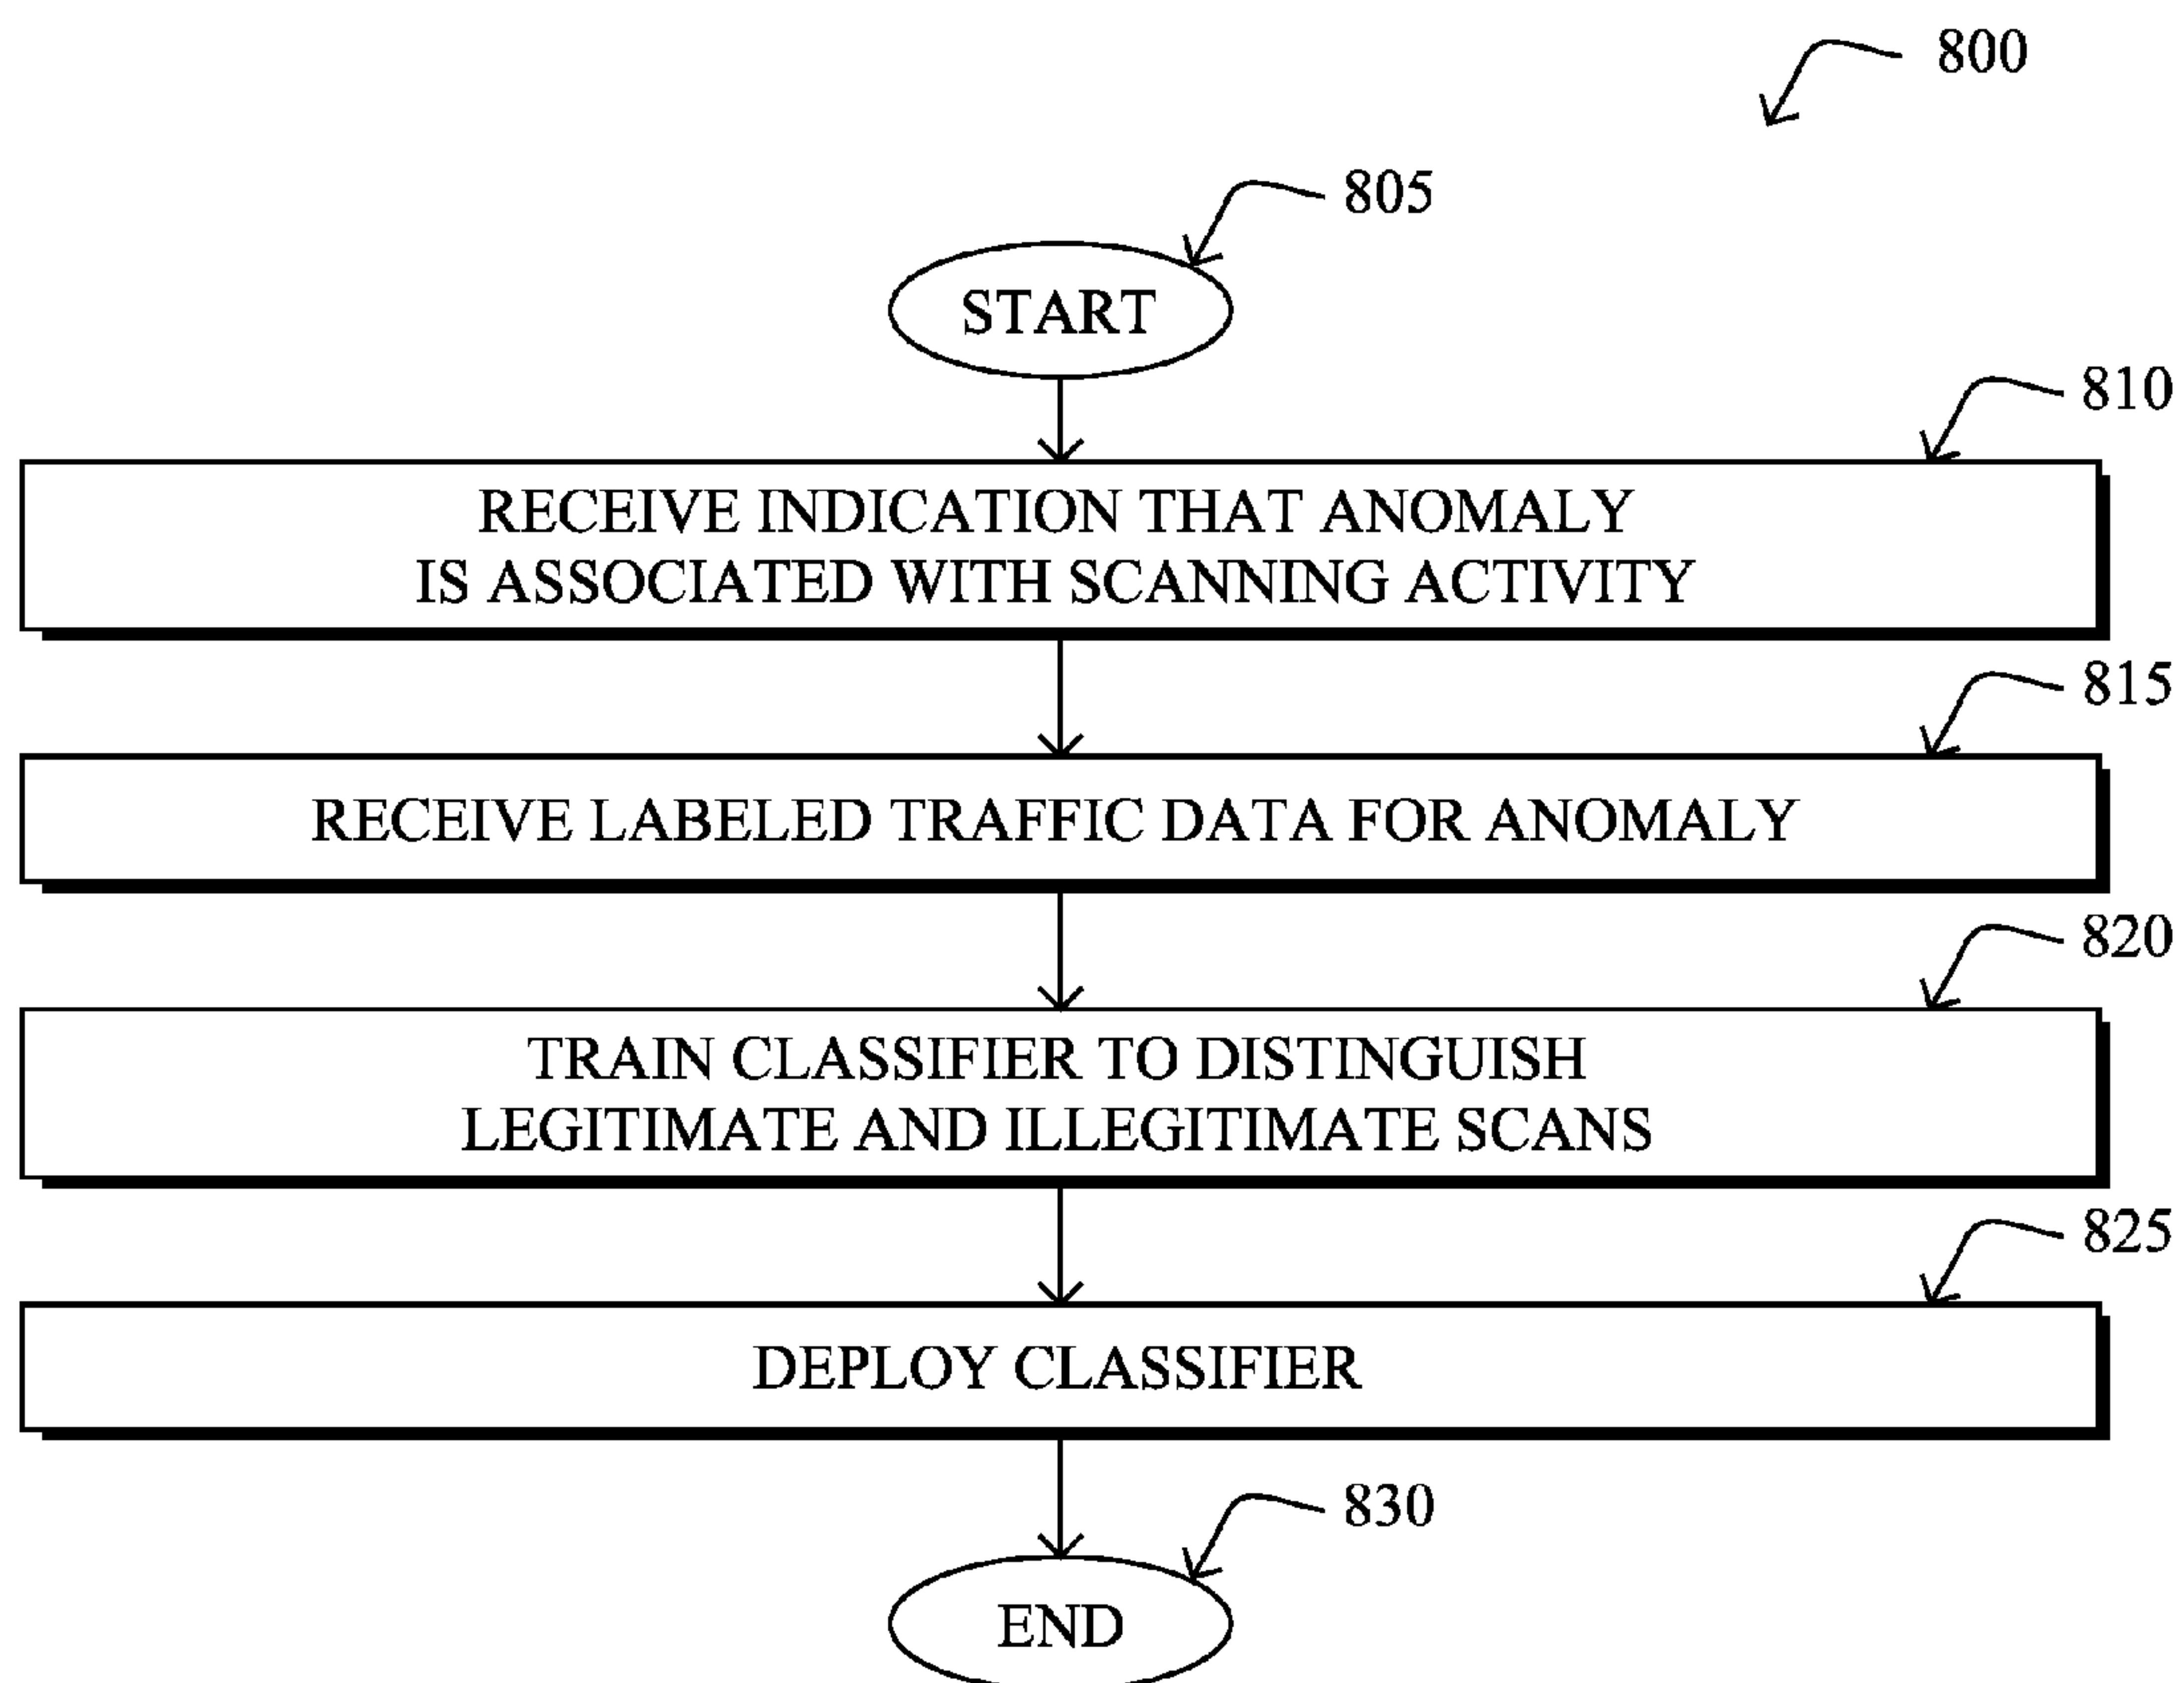 800
805
START
810
RECEIVE INDICATION THAT ANOMALY
IS ASSOCIATED WITH SCANNING ACTIVITY
815
RECEIVE LABELED TRAFFIC DATA FOR ANOMALY
820
TRAIN CLASSIFIER TO DISTINGUISH
LEGITIMATE AND ILLEGITIMATE SCANS
825
DEPLOY CLASSIFIER
830
END